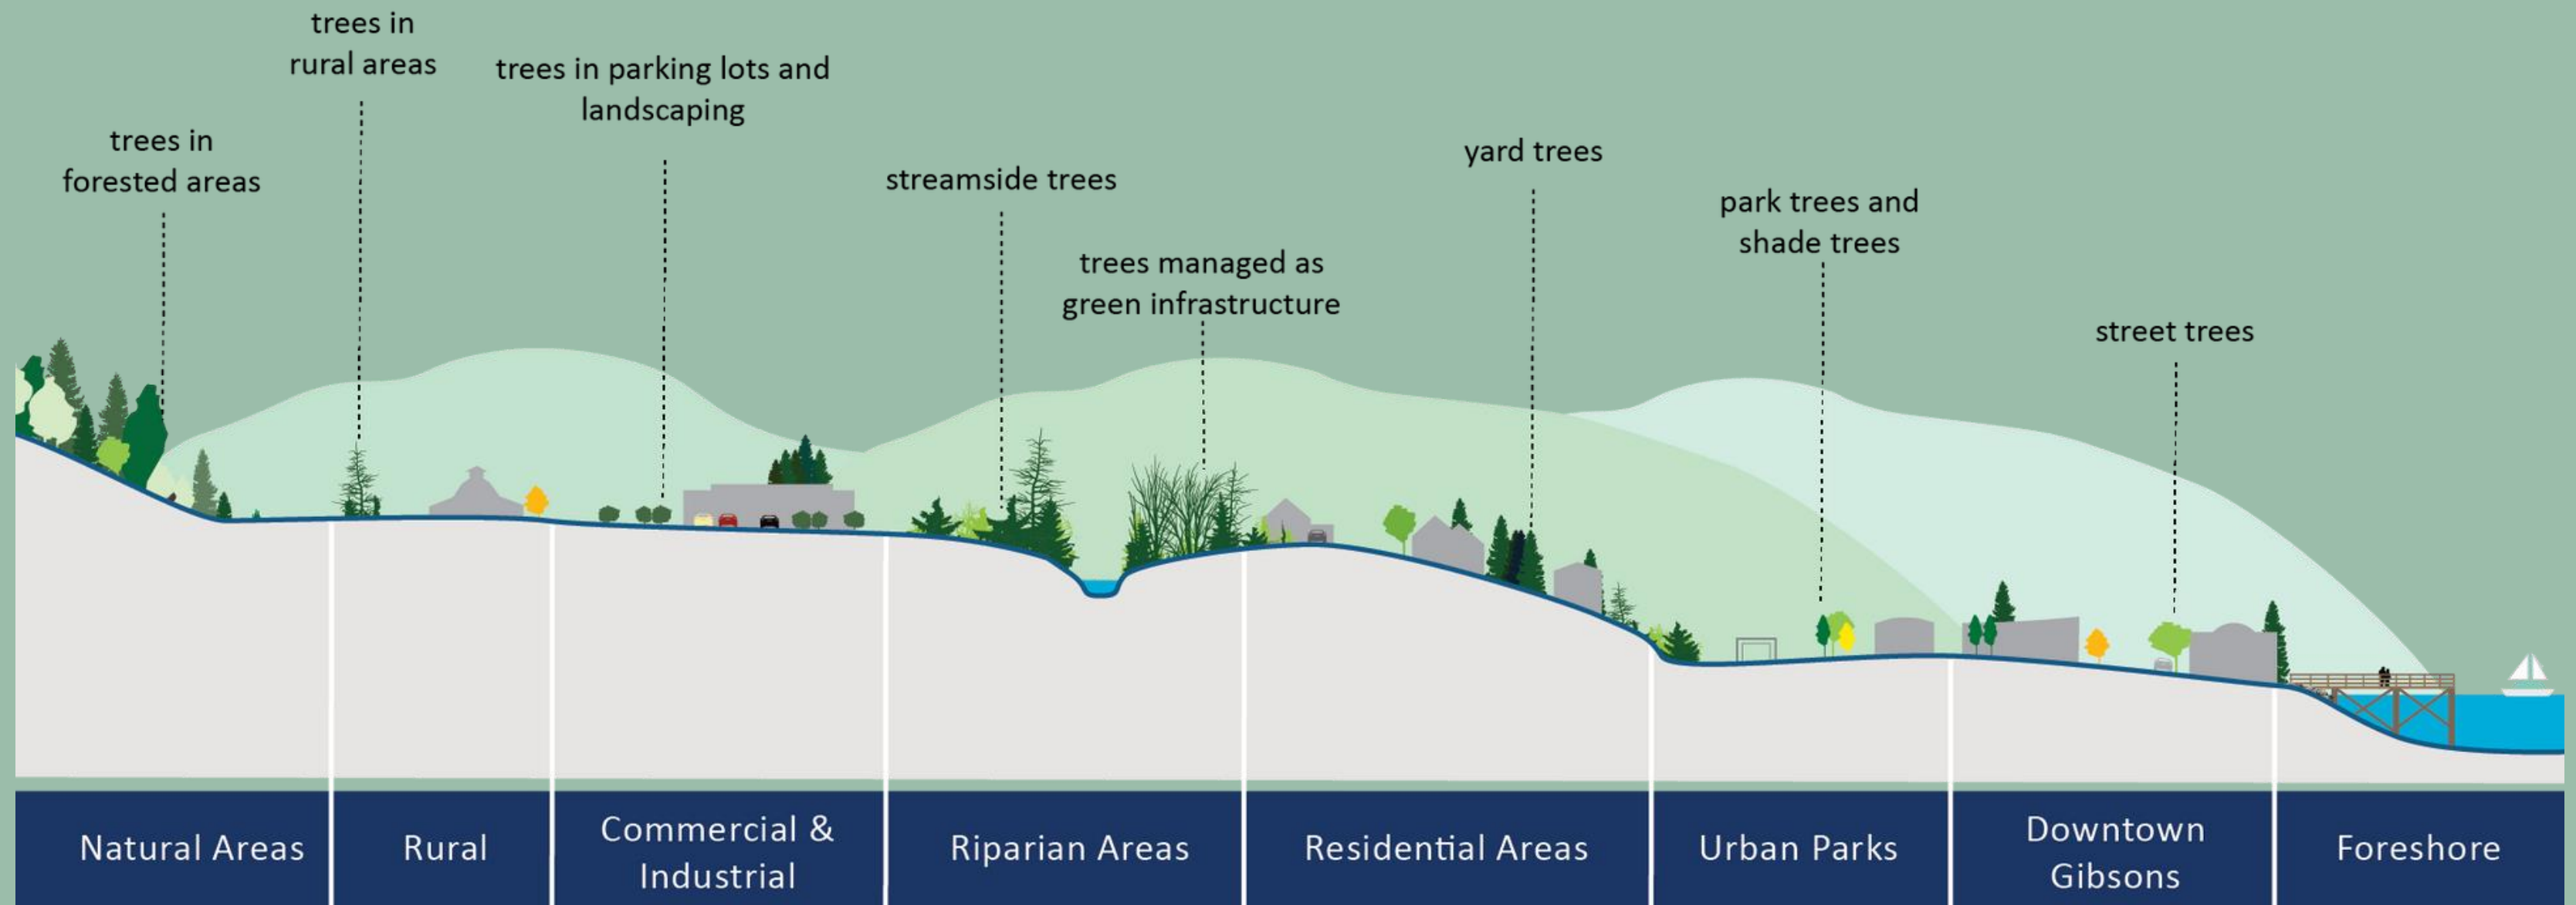 trees in
rural areas
trees in parking lots and
landscaping
trees in
forested areas
streamside trees
yard trees
park trees and
shade trees
trees managed as
green infrastructure
street trees
Natural Areas
Rural
Commercial &
Industrial
Riparian Areas
Residential Areas
Urban Parks
Downtown
Gibsons
Foreshore